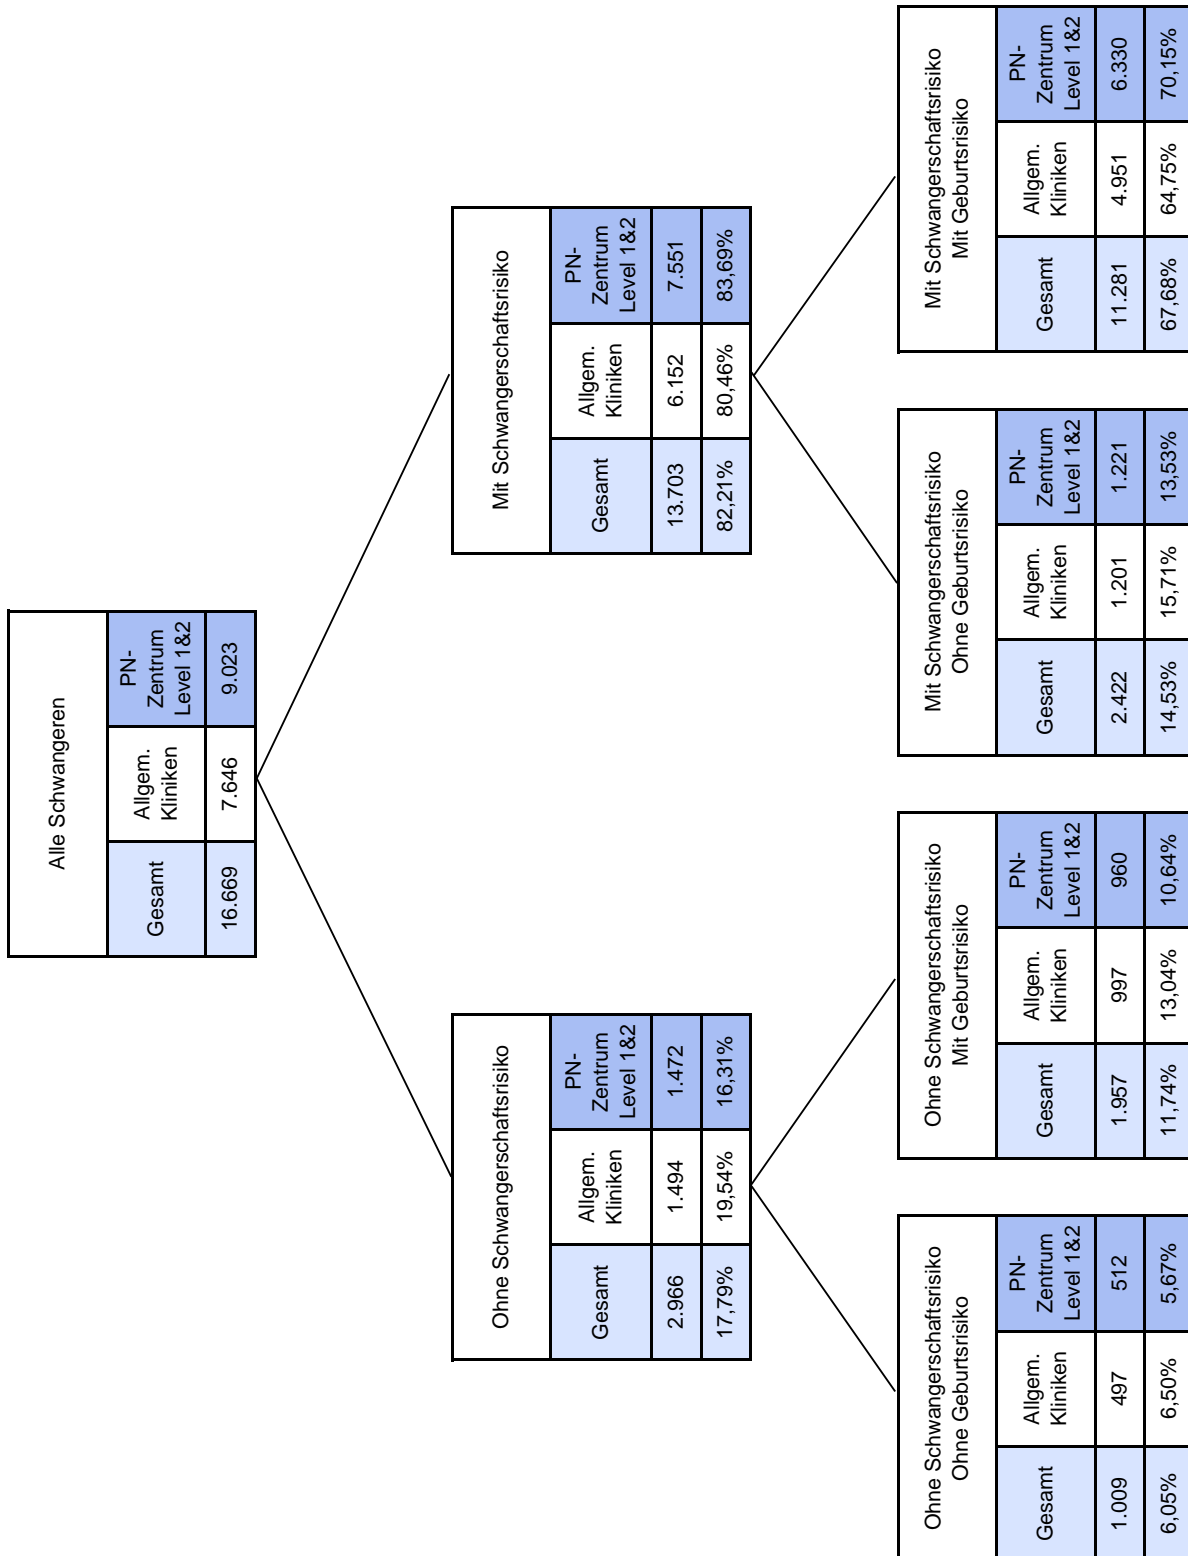 Alle Schwangeren
Gesamt
Allgem.
Kliniken
PN-
Zentrum
Level 1&2
16.669
7.646
9.023
Ohne Schwangerschaftsrisiko
Gesamt
Allgem.
Kliniken
PN-
Zentrum
Level 1&2
2.966
1.494
1.472
17,79%
19,54%
16,31%
Mit Schwangerschaftsrisiko
Gesamt
Allgem.
Kliniken
PN-
Zentrum
Level 1&2
13.703
6.152
7.551
82,21%
80,46%
83,69%
Ohne Schwangerschaftsrisiko
Ohne Geburtsrisiko
Gesamt
Allgem.
Kliniken
PN-
Zentrum
Level 1&2
1.009
497
512
6,05%
6,50%
5,67%
Ohne Schwangerschaftsrisiko
Mit Geburtsrisiko
Gesamt
Allgem.
Kliniken
PN-
Zentrum
Level 1&2
1.957
997
960
11,74%
13,04%
10,64%
Mit Schwangerschaftsrisiko
Ohne Geburtsrisiko
Gesamt
Allgem.
Kliniken
PN-
Zentrum
Level 1&2
2.422
1.201
1.221
14,53%
15,71%
13,53%
Mit Schwangerschaftsrisiko
Mit Geburtsrisiko
Gesamt
Allgem.
Kliniken
PN-
Zentrum
Level 1&2
11.281
4.951
6.330
67,68%
64,75%
70,15%